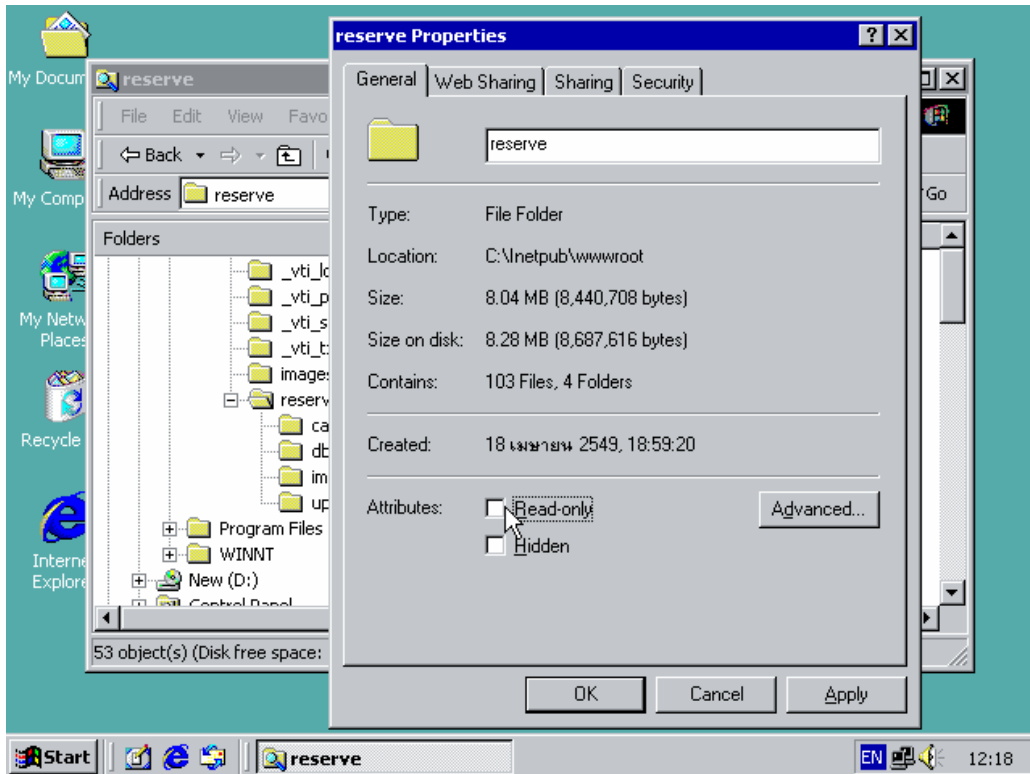 My Docum
My Comp
My Netw
Places
Recycle
Interne
Explore
reserve
File Edit View Favo
Back
Address reserve
Go
Folders
_vti_p
_vti_s
images
reserv
ca
db
im
up
Program Files
WINNT
New (D:)
Control Panel
53 object(s) (Disk free space:
reserve Properties
General Web Sharing Sharing Security
reserve
Type: File Folder
Location: C:\Inetpub\wwwroot
Size: 8.04 MB (8,440,708 bytes)
Size on disk: 8.28 MB (8,687,616 bytes)
Contains: 103 Files, 4 Folders
Created: 18 เมษายน 2549, 18:59:20
Attributes: Read-only Advanced...
Hidden
OK Cancel Apply
Start reserve EN 12:18